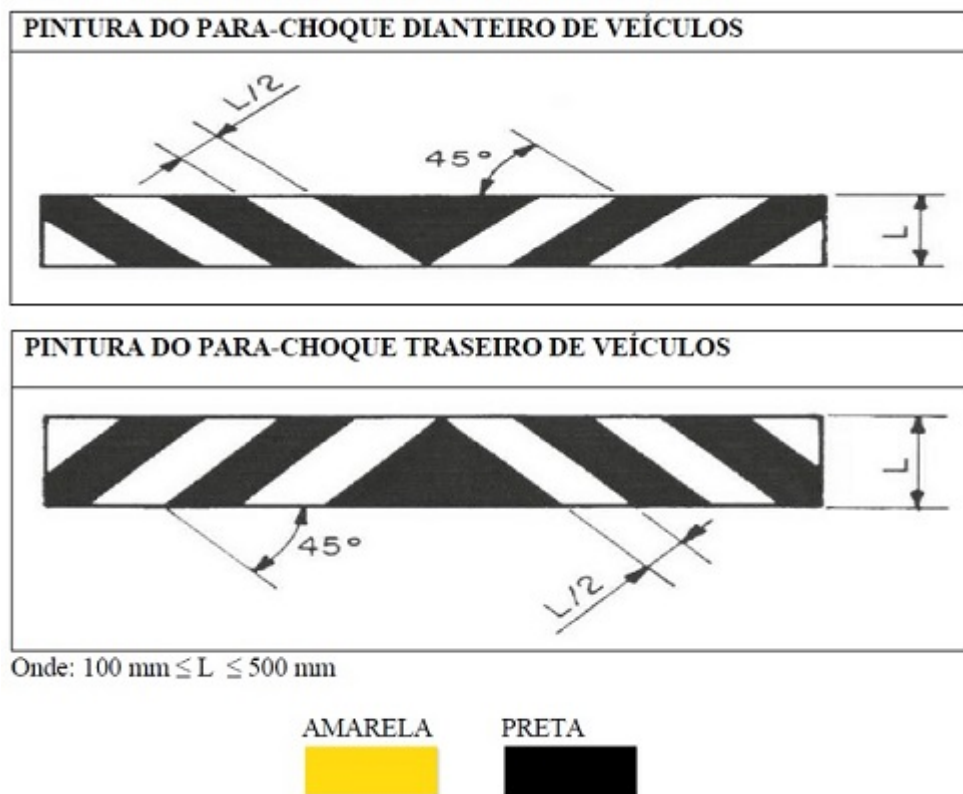 PINTURA DO PARA-CHOQUE DIANTEIRO DE VEÍCULOS
L/2
45°
L
PINTURA DO PARA-CHOQUE TRASEIRO DE VEÍCULOS
L
45°
L/2
Onde: 100 mm ≤ L ≤ 500 mm
AMARELA PRETA